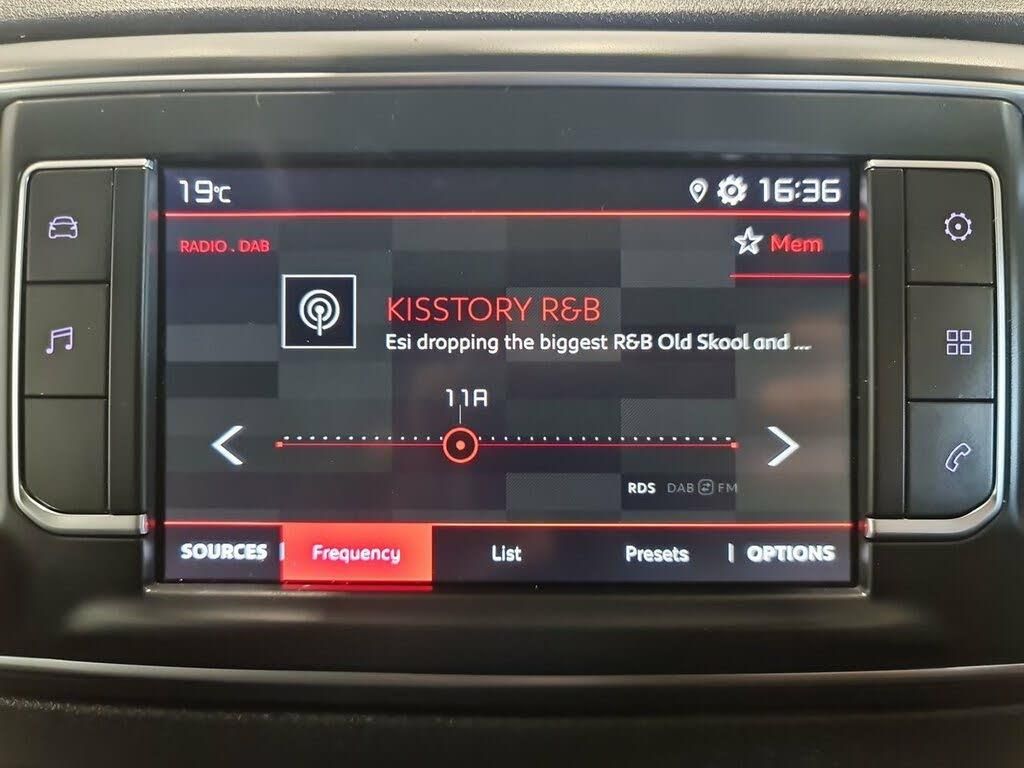 19°C 16:36
RADIO . DAB Mem
KISSTORY R&B
Esi dropping the biggest R&B Old Skool and ...
11A
RDS DAB FM
SOURCES Frequency List Presets OPTIONS